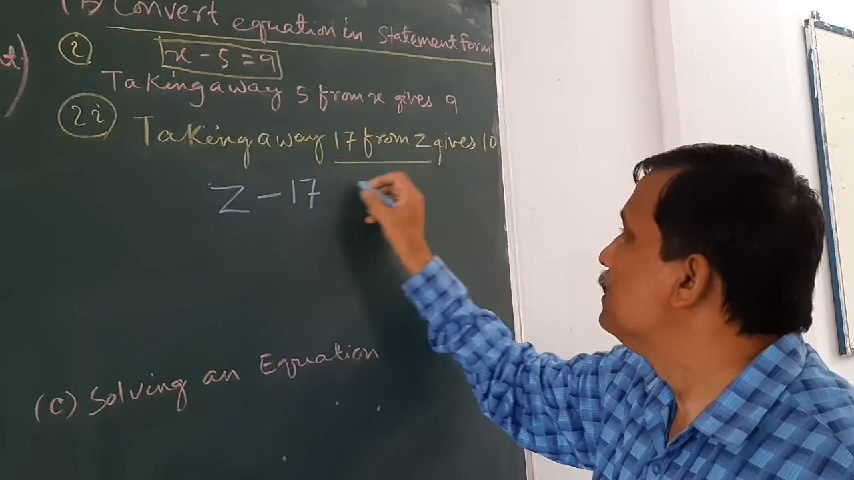 (b) Convert equation in statement form
i
x - 5 = 9
Taking away 5 from x gives 9
ii Taking away 17 from z gives 10
z - 17
(c) Solving an Equation